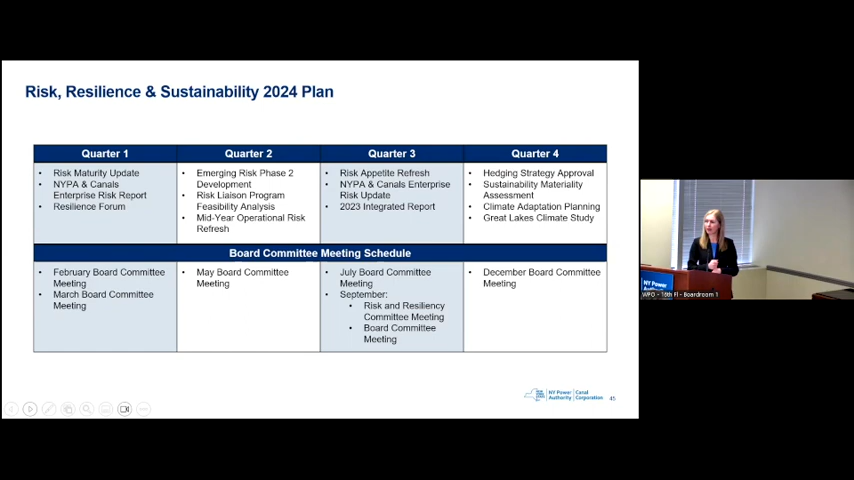 Risk, Resilience & Sustainability 2024 Plan
Quarter 1
Quarter 2
Quarter 3
Quarter 4
• Risk Maturity Update
• NYPA & Canals
Enterprise Risk Report
• Resilience Forum
• Emerging Risk Phase 2
Development
• Risk Liaison Program
Feasibility Analysis
• Mid-Year Operational Risk
Refresh
• Risk Appetite Refresh
• NYPA & Canals Enterprise
Risk Update
• 2023 Integrated Report
• Hedging Strategy Approval
• Sustainability Materiality
Assessment
• Climate Adaptation Planning
• Great Lakes Climate Study
Board Committee Meeting Schedule
• February Board Committee
Meeting
• March Board Committee
Meeting
• May Board Committee
Meeting
• July Board Committee
Meeting
• September:
• Risk and Resiliency
Committee Meeting
• Board Committee
Meeting
• December Board Committee
Meeting
NY Power
Authority
Canal
Corporation
45
NY Power
WPO - 16th Fl - Boardroom 1